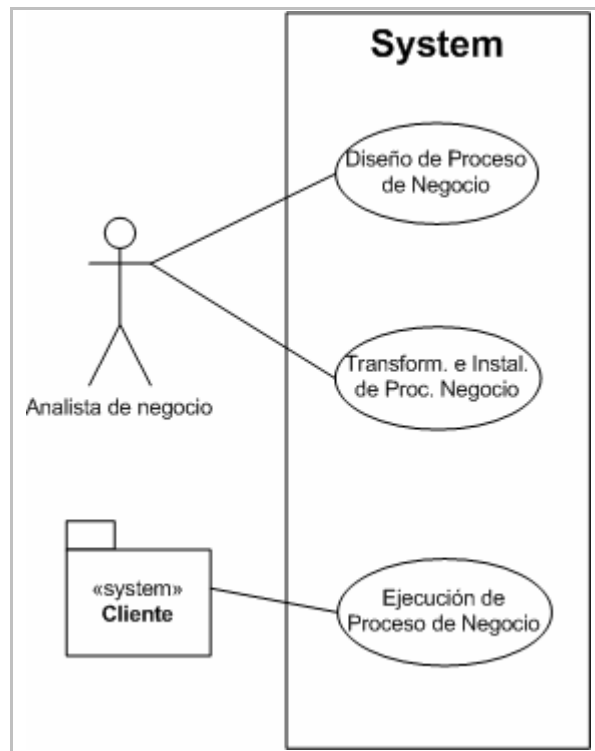 System
Diseño de Proceso
de Negocio
Transform. e Instal.
de Proc. Negocio
Analista de negocio
«system»
Cliente
Ejecución de
Proceso de Negocio